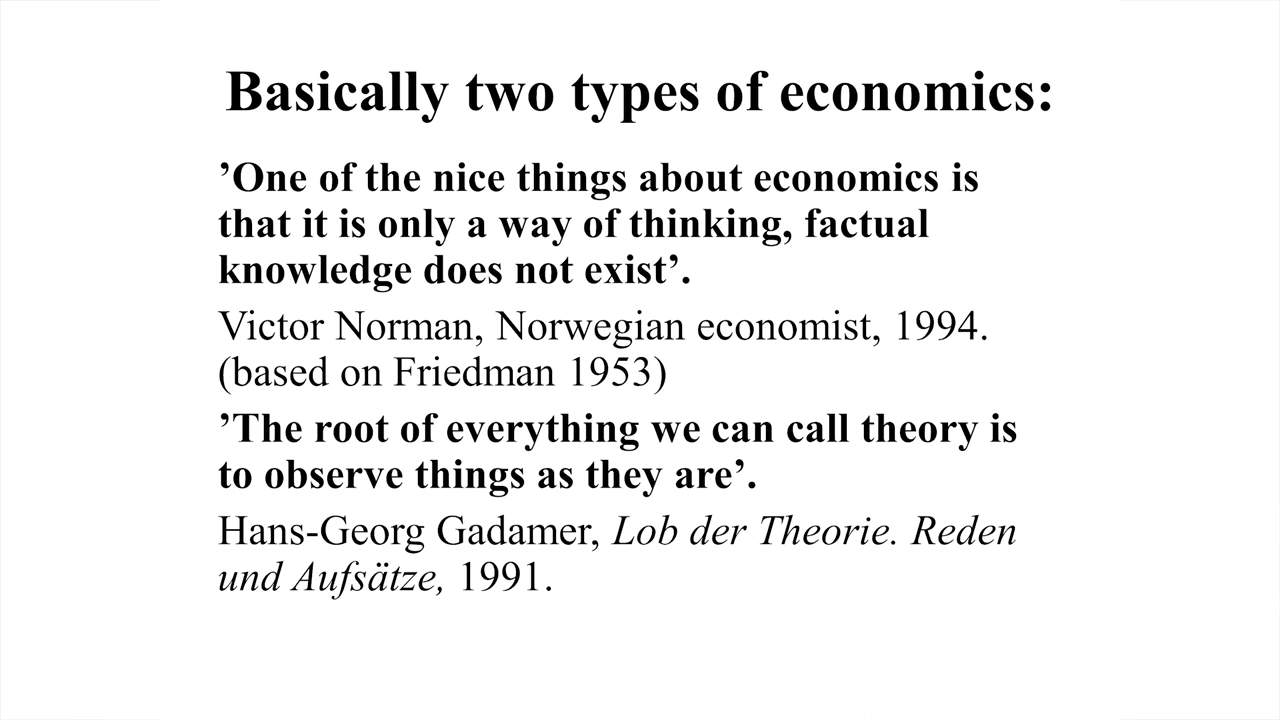 Basically two types of economics:
’One of the nice things about economics is
that it is only a way of thinking, factual
knowledge does not exist’.
Victor Norman, Norwegian economist, 1994.
(based on Friedman 1953)
’The root of everything we can call theory is
to observe things as they are’.
Hans-Georg Gadamer, Lob der Theorie. Reden
und Aufsätze, 1991.